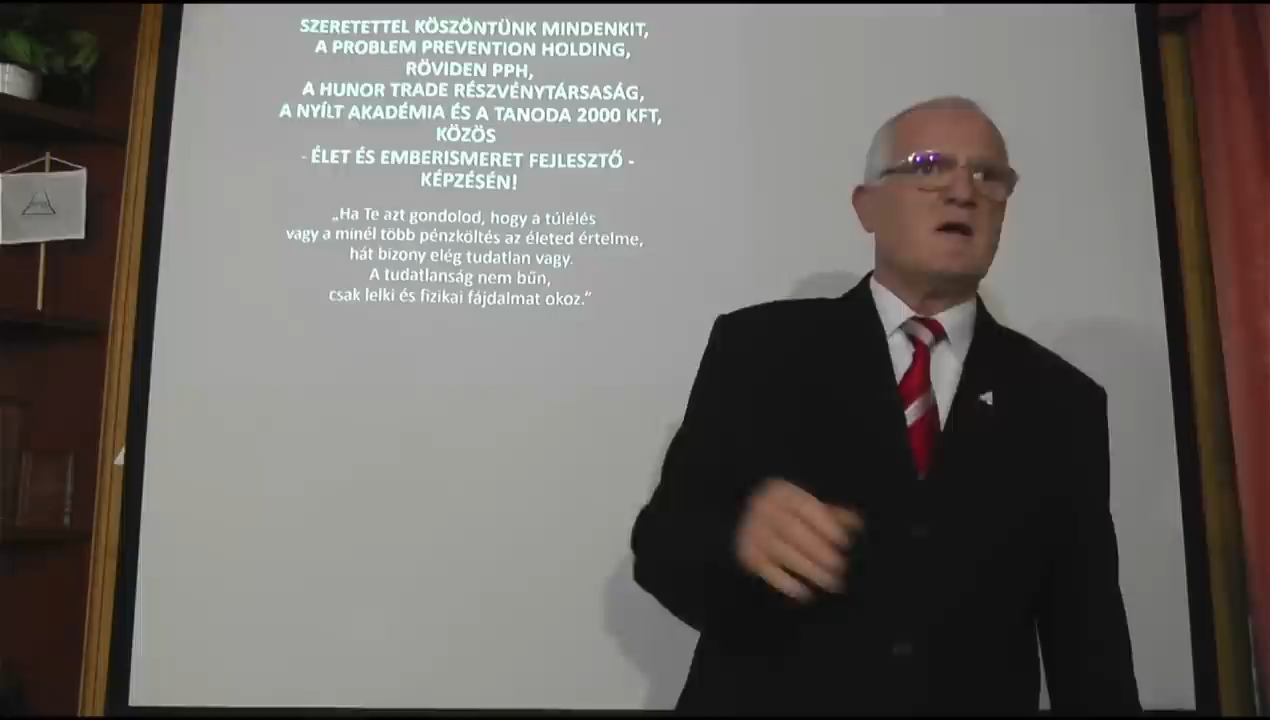 SZERETETTEL KÖSZÖNTÜNK MINDENKIT,
A PROBLEM PREVENTION HOLDING,
RÖVIDEN PPH,
A HUNOR TRADE RÉSZVÉNYTÁRSASÁG,
A NYÍLT AKADÉMIA ÉS A TANODA 2000 KFT,
KÖZÖS
- ÉLET ÉS EMBERISMERET FEJLESZTŐ -
KÉPZÉSÉN!
„Ha Te azt gondolod, hogy a túlélés
vagy a minél több pénzköltés az életed értelme,
hát bizony elég tudatlan vagy.
A tudatlanság nem bűn,
csak lelki és fizikai fájdalmat okoz.”